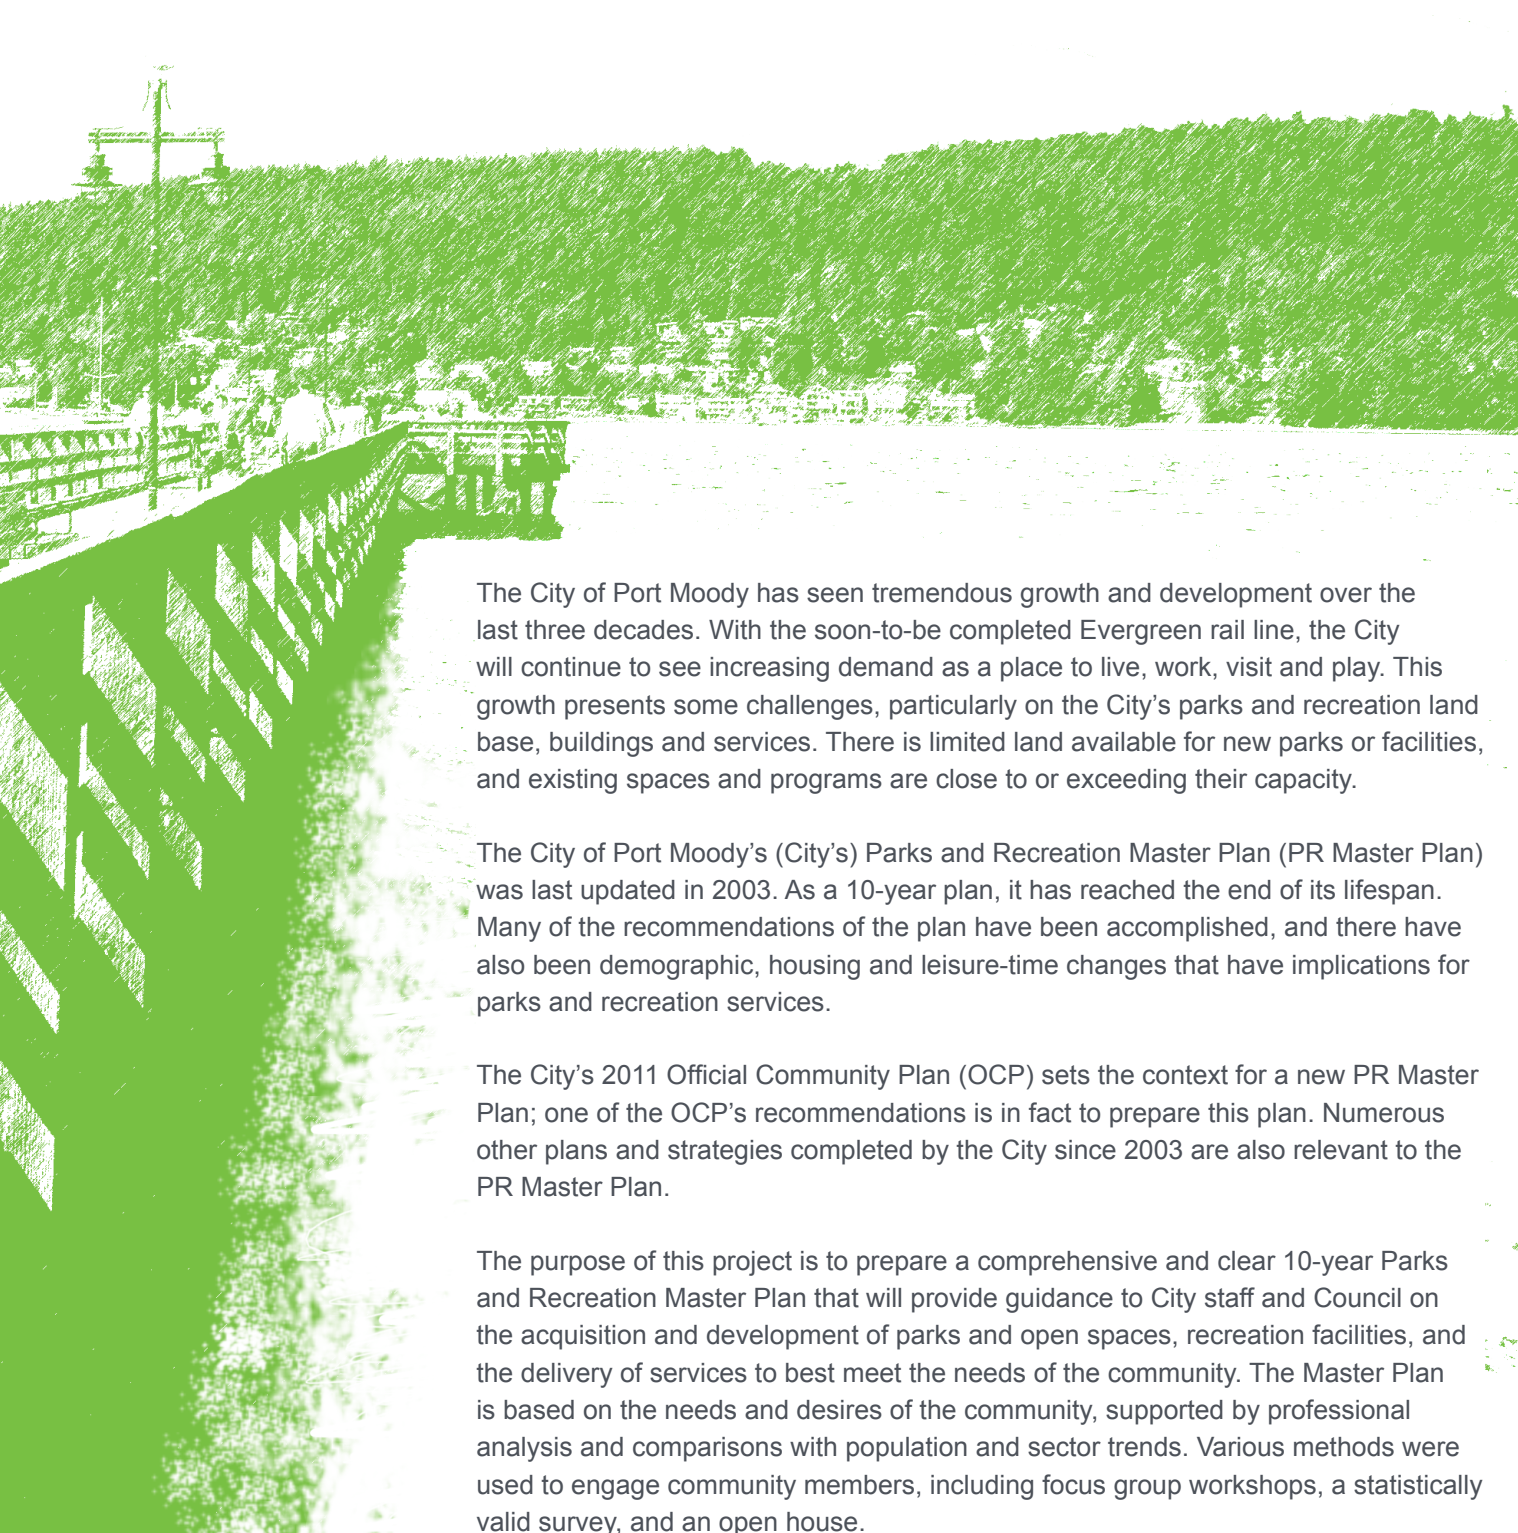 The City of Port Moody has seen tremendous growth and development over the
last three decades. With the soon-to-be completed Evergreen rail line, the City
will continue to see increasing demand as a place to live, work, visit and play. This
growth presents some challenges, particularly on the City’s parks and recreation land
base, buildings and services. There is limited land available for new parks or facilities,
and existing spaces and programs are close to or exceeding their capacity.
The City of Port Moody’s (City’s) Parks and Recreation Master Plan (PR Master Plan)
was last updated in 2003. As a 10-year plan, it has reached the end of its lifespan.
Many of the recommendations of the plan have been accomplished, and there have
also been demographic, housing and leisure-time changes that have implications for
parks and recreation services.
The City’s 2011 Official Community Plan (OCP) sets the context for a new PR Master
Plan; one of the OCP’s recommendations is in fact to prepare this plan. Numerous
other plans and strategies completed by the City since 2003 are also relevant to the
PR Master Plan.
The purpose of this project is to prepare a comprehensive and clear 10-year Parks
and Recreation Master Plan that will provide guidance to City staff and Council on
the acquisition and development of parks and open spaces, recreation facilities, and
the delivery of services to best meet the needs of the community. The Master Plan
is based on the needs and desires of the community, supported by professional
analysis and comparisons with population and sector trends. Various methods were
used to engage community members, including focus group workshops, a statistically
valid survey, and an open house.